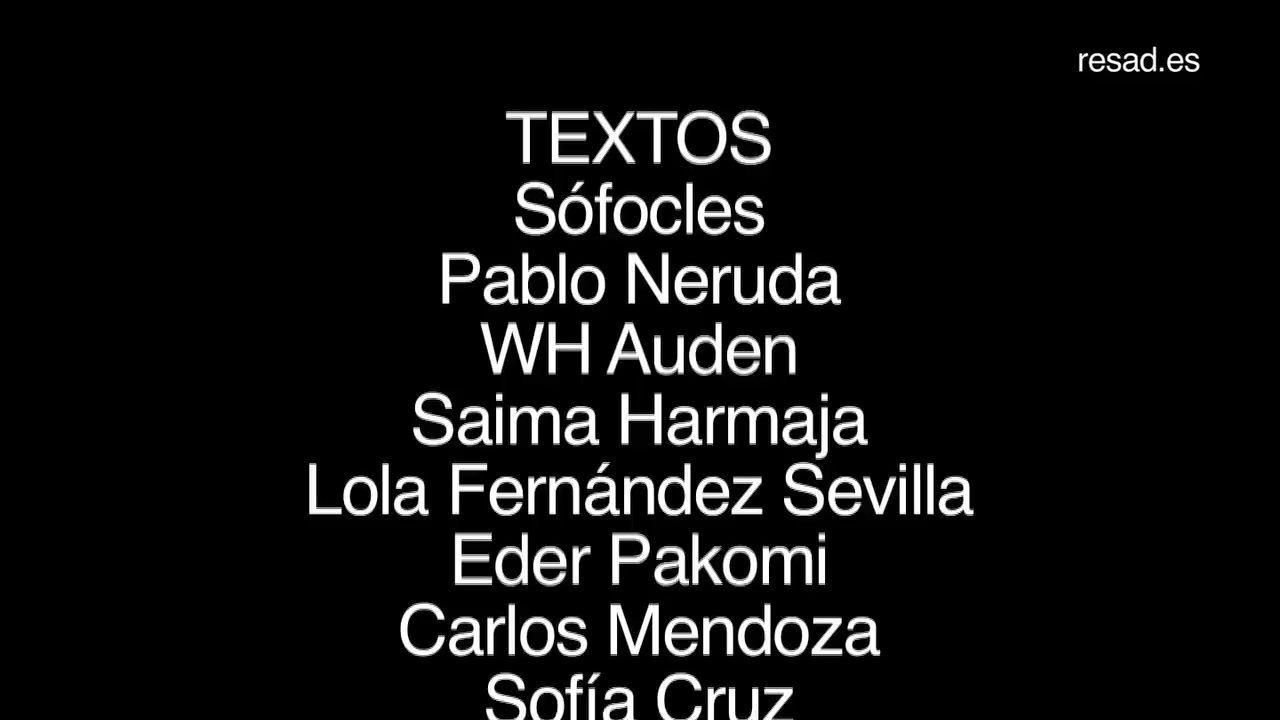 resad.es
TEXTOS
Sófocles
Pablo Neruda
WH Auden
Saima Harmaja
Lola Fernández Sevilla
Eder Pakomi
Carlos Mendoza
Sofía Cruz